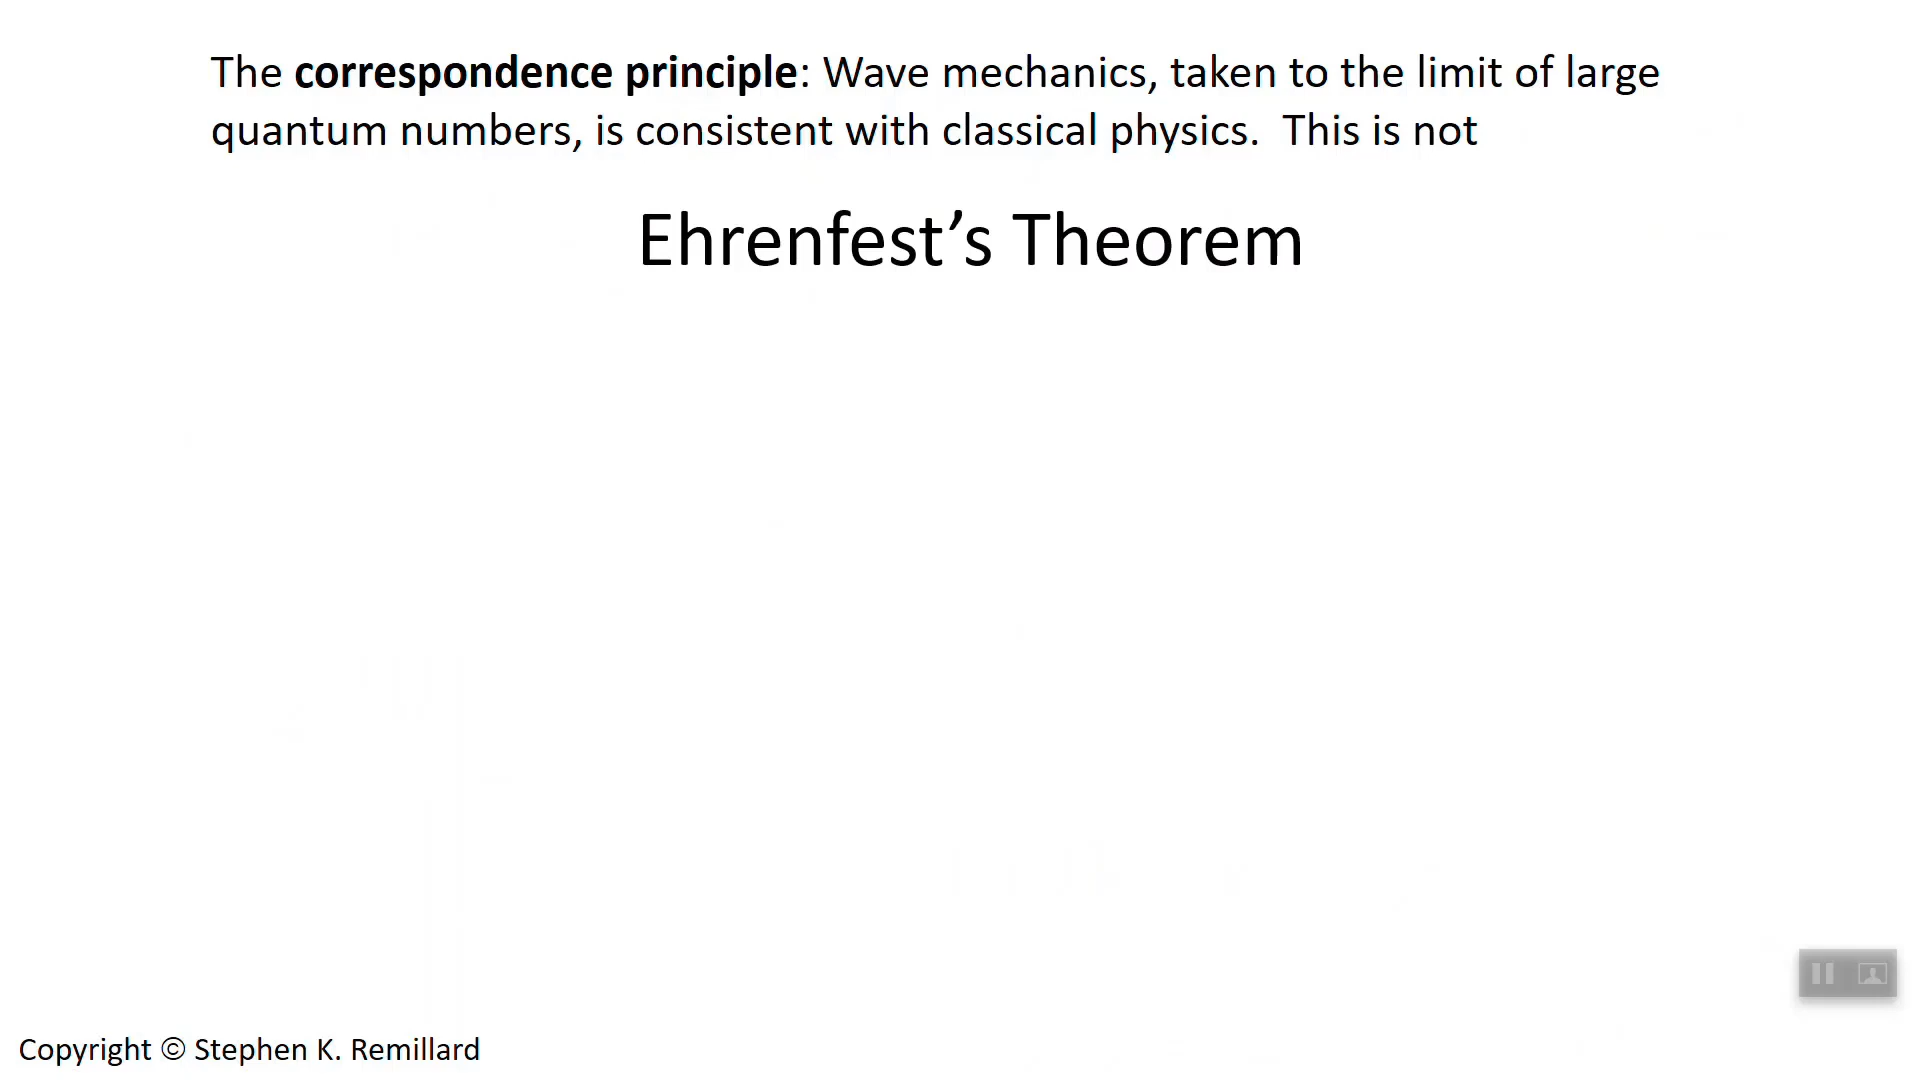 The correspondence principle: Wave mechanics, taken to the limit of large
quantum numbers, is consistent with classical physics.  This is not
Ehrenfest’s Theorem
Copyright © Stephen K. Remillard